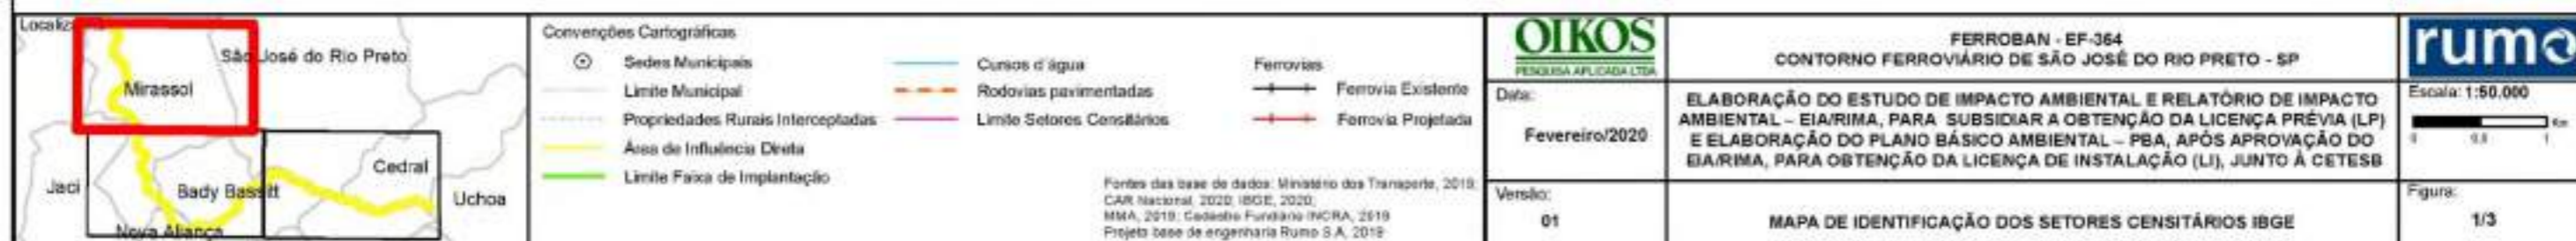 São José do Rio Preto
Mirassol
Cedral
Jaci
Bady Bassitt
Uchoa
Nova Aliança
Convenções Cartográficas
Sedes Municipais
Limite Municipal
Propriedades Rurais Interceptadas
Área de Influência Direta
Limite Faixa de Implantação
Cursos d'água
Rodovias pavimentadas
Limite Setores Censitários
Ferrovias
Ferrovia Existente
Ferrovia Projetada
Fontes das base de dados: Ministério dos Transporte, 2019;
CAR Nacional, 2020; IBGE, 2020;
MMA, 2019; Cadastro Fundiário INCRA, 2019
Projeto base de engenharia Rumo S.A, 2019
OIKOS
PESQUISA APLICADA LTDA
Data:
Fevereiro/2020
Versão:
01
FERROBAN - EF-364
CONTORNO FERROVIÁRIO DE SÃO JOSÉ DO RIO PRETO - SP
ELABORAÇÃO DO ESTUDO DE IMPACTO AMBIENTAL E RELATÓRIO DE IMPACTO
AMBIENTAL – EIA/RIMA, PARA SUBSIDIAR A OBTENÇÃO DA LICENÇA PRÉVIA (LP)
E ELABORAÇÃO DO PLANO BÁSICO AMBIENTAL – PBA, APÓS APROVAÇÃO DO
EIA/RIMA, PARA OBTENÇÃO DA LICENÇA DE INSTALAÇÃO (LI), JUNTO À CETESB
MAPA DE IDENTIFICAÇÃO DOS SETORES CENSITÁRIOS IBGE
rumo
Escala: 1:50.000
Km
0 0,5 1
Figura:
1/3